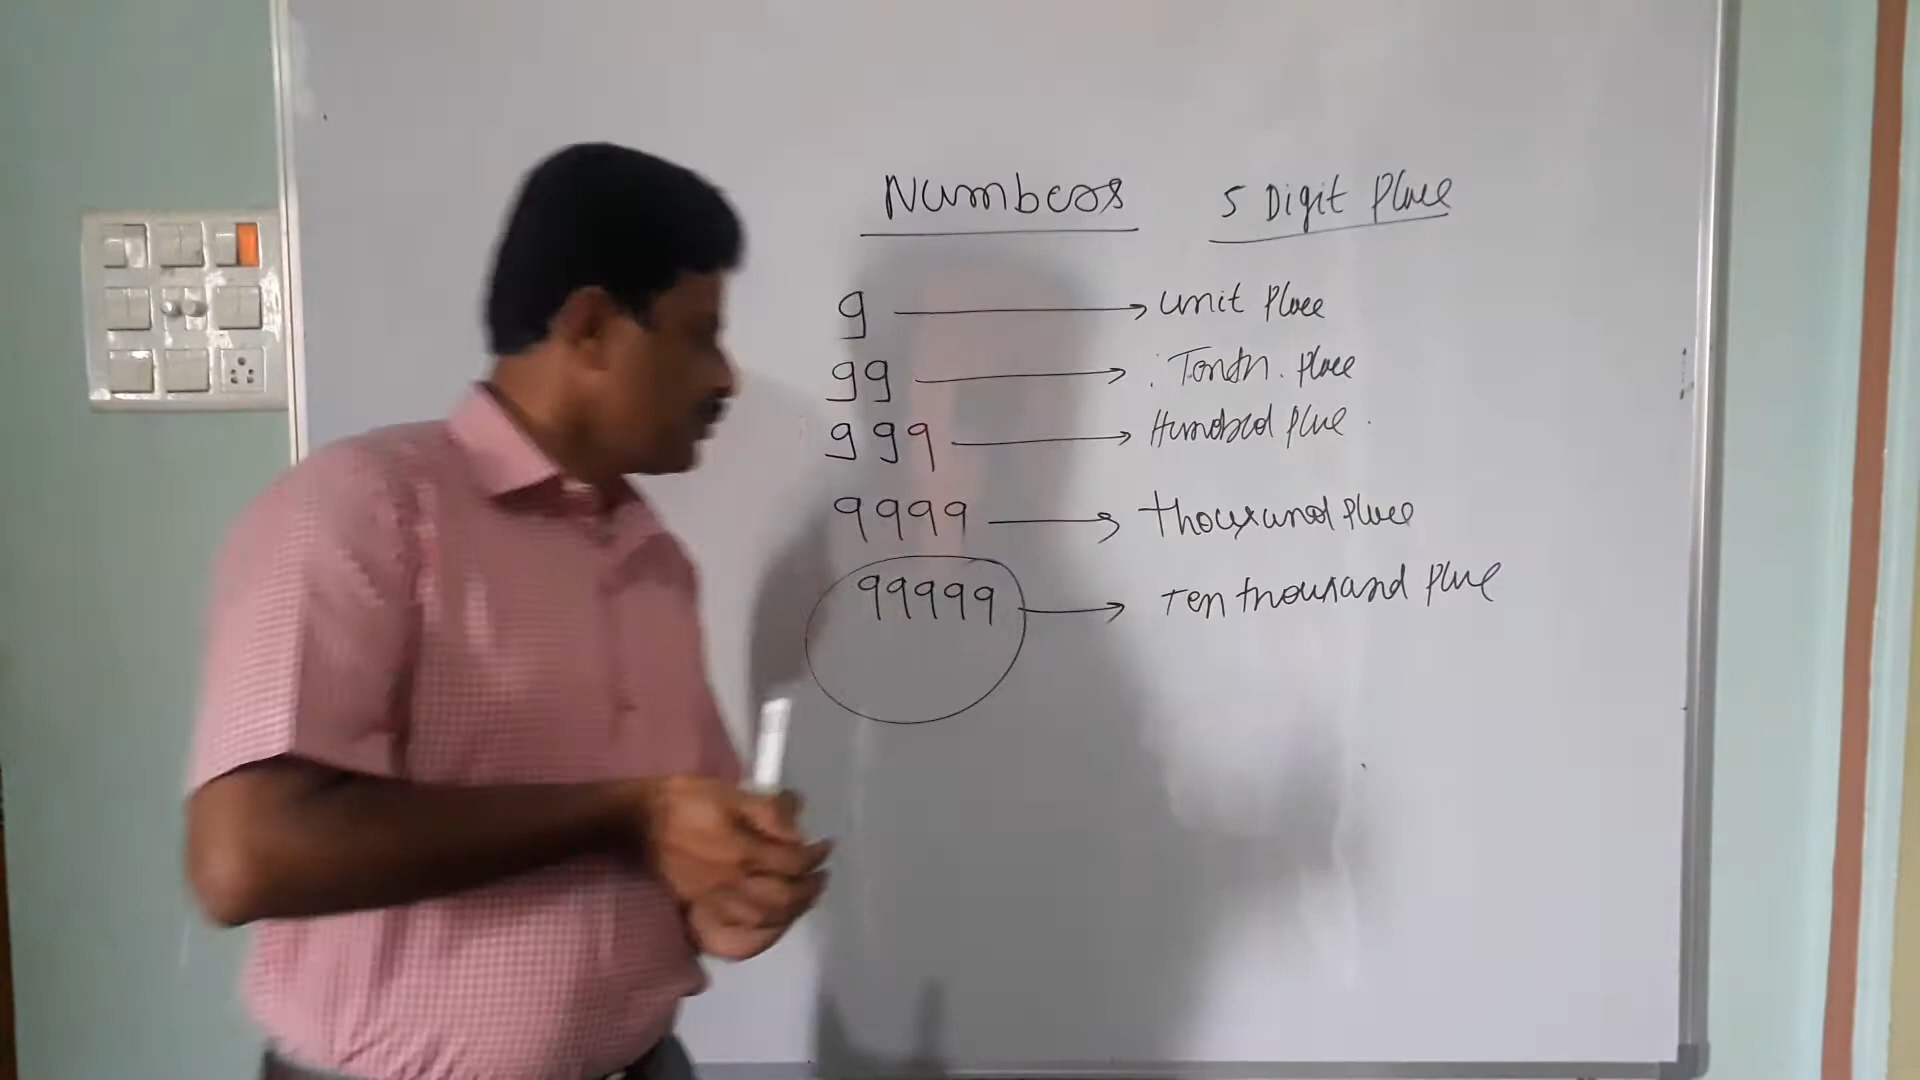 Numbers 5 Digit Place
9 → unit Place
99 → Tenth. place
999 → Hundred place.
9999 → thousand place
99999 → Ten thousand place